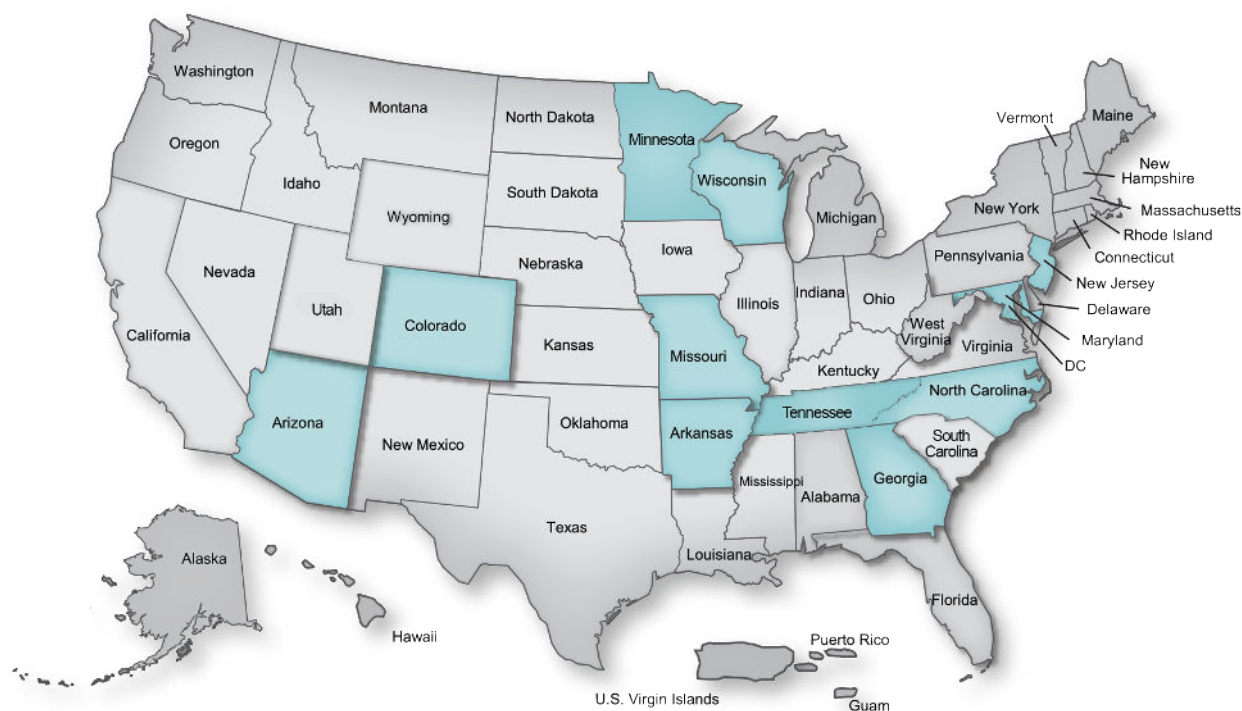 Washington
Montana
North Dakota
Minnesota
Vermont
Maine
Oregon
Idaho
South Dakota
Wisconsin
New
Hampshire
Wyoming
Michigan
New York
Massachusetts
Rhode Island
Nevada
Nebraska
Iowa
Pennsylvania
Connecticut
New Jersey
Utah
Colorado
Illinois
Indiana
Ohio
Delaware
California
Kansas
Missouri
West
Virginia
Virginia
Maryland
DC
Kentucky
Arizona
New Mexico
Oklahoma
Arkansas
Tennessee
North Carolina
South
Carolina
Mississippi
Alabama
Georgia
Texas
Louisiana
Alaska
Florida
Hawaii
Puerto Rico
U.S. Virgin Islands
Guam